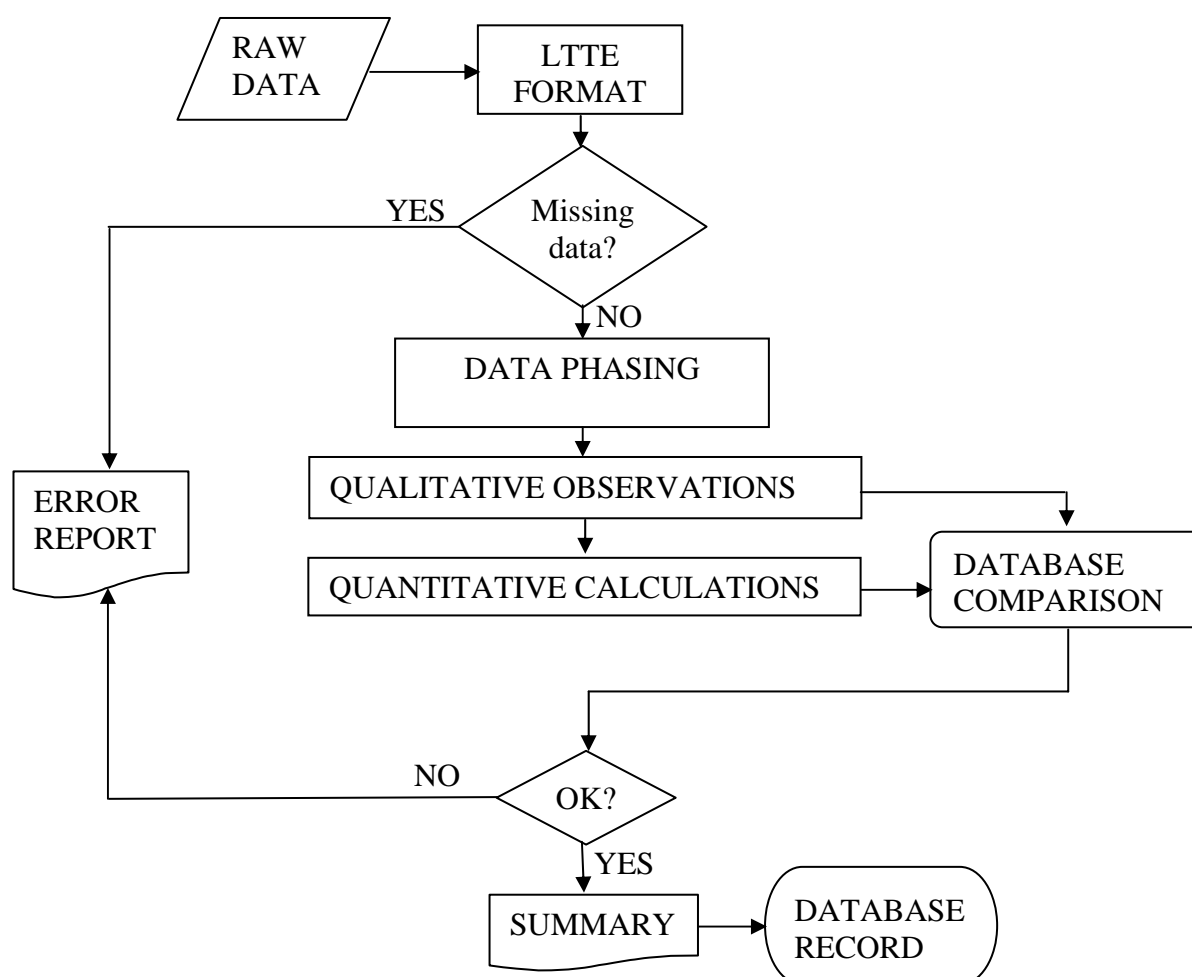 RAW
DATA
LTTE
FORMAT
YES
Missing
data?
NO
DATA PHASING
QUALITATIVE OBSERVATIONS
ERROR
REPORT
QUANTITATIVE CALCULATIONS
DATABASE
COMPARISON
NO
OK?
YES
SUMMARY
DATABASE
RECORD